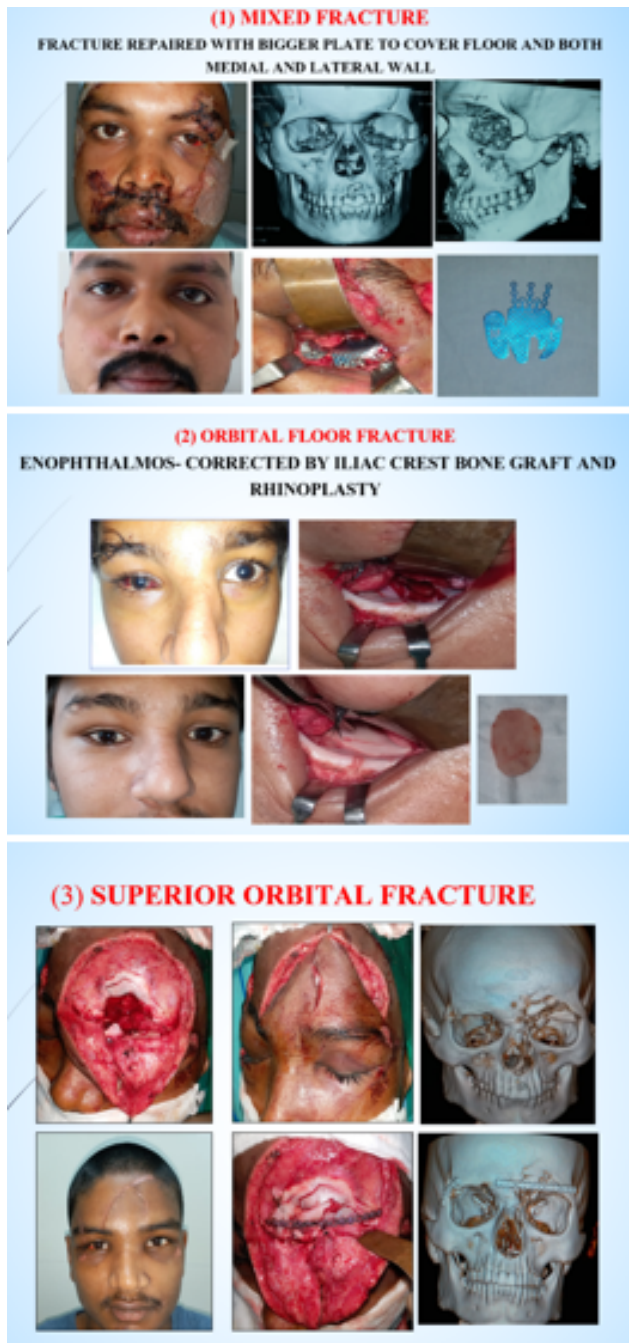 (1) MIXED FRACTURE
FRACTURE REPAIRED WITH BIGGER PLATE TO COVER FLOOR AND BOTH
MEDIAL AND LATERAL WALL
(2) ORBITAL FLOOR FRACTURE
ENOPHTHALMOS- CORRECTED BY ILIAC CREST BONE GRAFT AND
RHINOPLASTY
(3) SUPERIOR ORBITAL FRACTURE